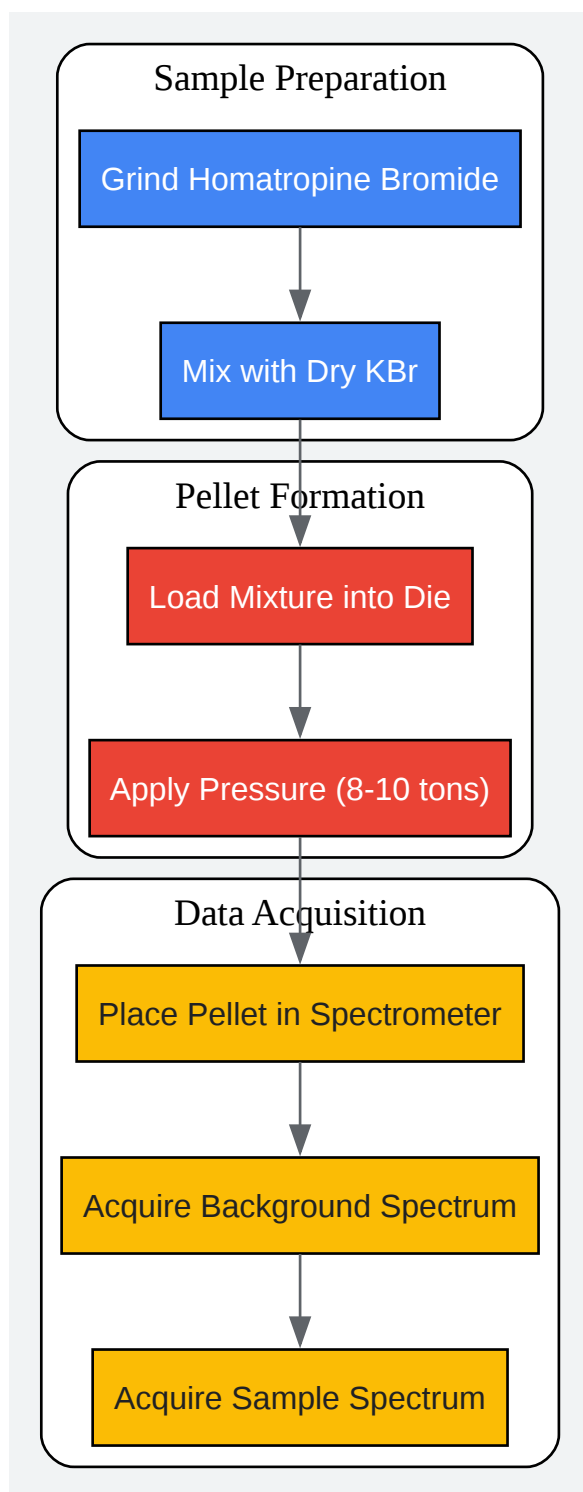 Sample Preparation
Grind Homatropine Bromide
Mix with Dry KBr
Pellet Formation
Load Mixture into Die
Apply Pressure (8-10 tons)
Data Acquisition
Place Pellet in Spectrometer
Acquire Background Spectrum
Acquire Sample Spectrum